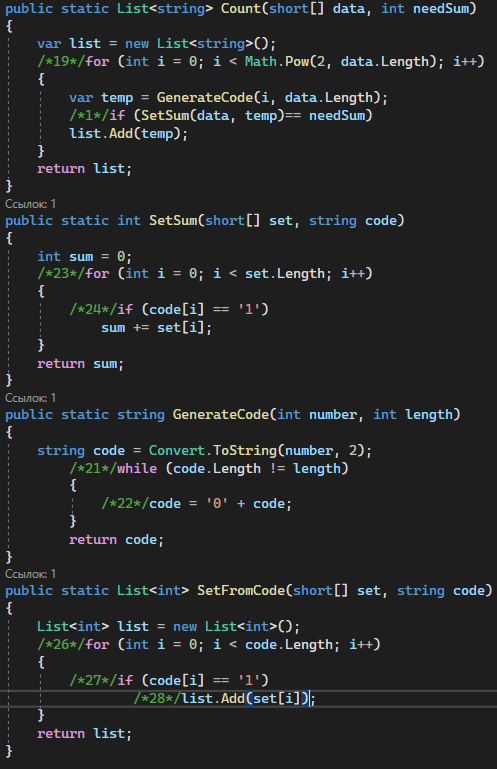 public static List<string> Count(short[] data, int needSum)
{
    var list = new List<string>();
    /*19*/for (int i = 0; i < Math.Pow(2, data.Length); i++)
    {
        var temp = GenerateCode(i, data.Length);
        /*1*/if (SetSum(data, temp)== needSum)
        list.Add(temp);
    }
    return list;
}
Ссылок: 1
public static int SetSum(short[] set, string code)
{
    int sum = 0;
    /*23*/for (int i = 0; i < set.Length; i++)
    {
        /*24*/if (code[i] == '1')
            sum += set[i];
    }
    return sum;
}
Ссылок: 1
public static string GenerateCode(int number, int length)
{
    string code = Convert.ToString(number, 2);
        /*21*/while (code.Length != length)
        {
            /*22*/code = '0' + code;
        }
        return code;
}
Ссылок: 1
public static List<int> SetFromCode(short[] set, string code)
{
    List<int> list = new List<int>();
    /*26*/for (int i = 0; i < code.Length; i++)
    {
        /*27*/if (code[i] == '1')
                /*28*/list.Add(set[i]);
    }
    return list;
}